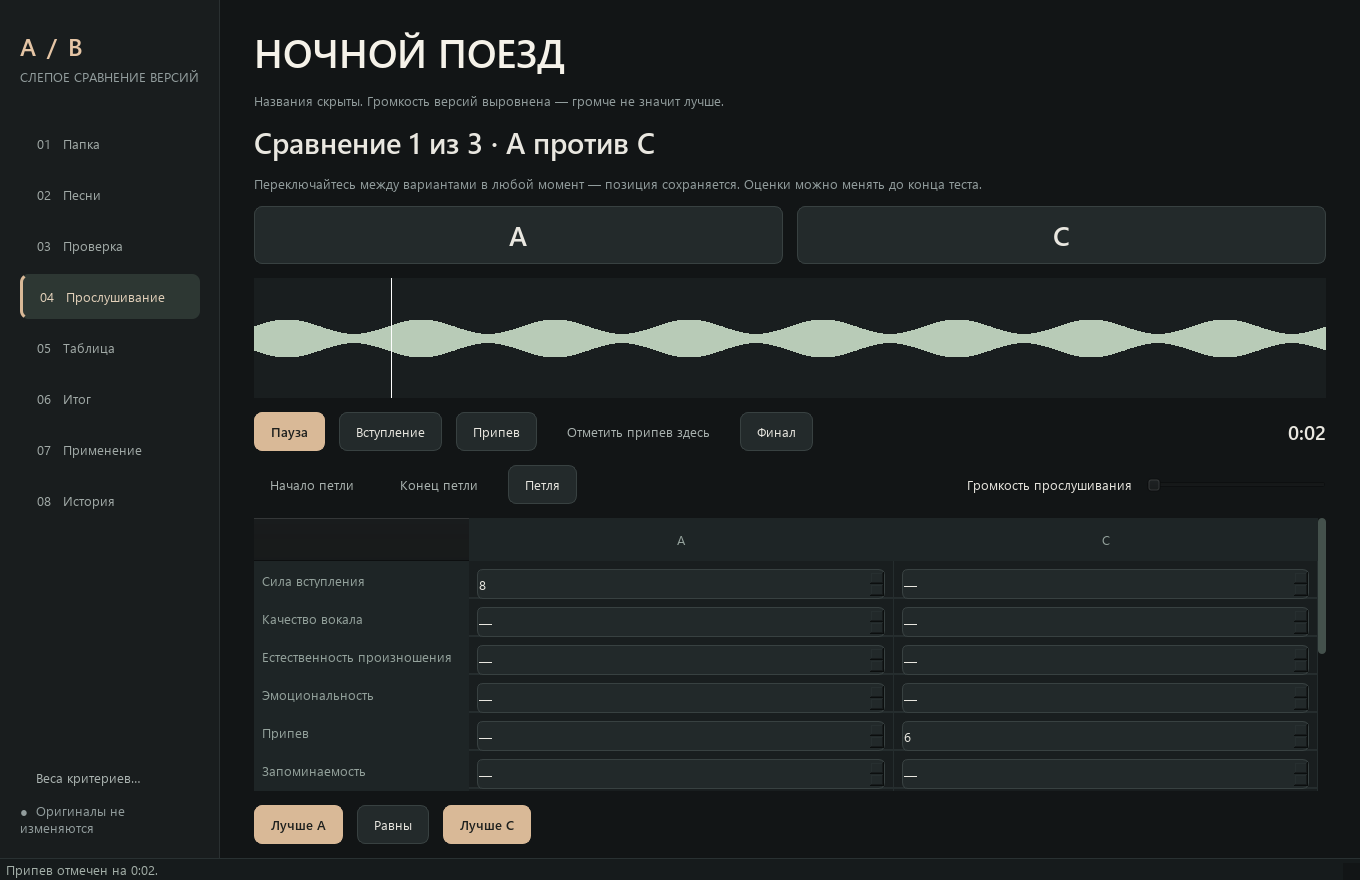 A / B
СЛЕПОЕ СРАВНЕНИЕ ВЕРСИЙ
01 Папка
02 Песни
03 Проверка
04 Прослушивание
05 Таблица
06 Итог
07 Применение
08 История
Веса критериев...
● Оригиналы не
изменяются
НОЧНОЙ ПОЕЗД
Названия скрыты. Громкость версий выровнена — громче не значит лучше.
Сравнение 1 из 3 · A против C
Переключайтесь между вариантами в любой момент — позиция сохраняется. Оценки можно менять до конца теста.
A C
Пауза Вступление Припев Отметить припев здесь Финал 0:02
Начало петли Конец петли Петля Громкость прослушивания
A C
Сила вступления 8 —
Качество вокала — —
Естественность произношения — —
Эмоциональность — —
Припев — 6
Запоминаемость — —
Лучше A Равны Лучше C
Припев отмечен на 0:02.